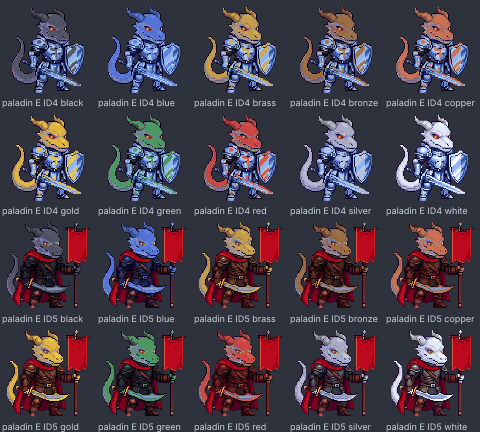 paladin E ID4 black
paladin E ID4 blue
paladin E ID4 brass
paladin E ID4 bronze
paladin E ID4 copper
paladin E ID4 gold
paladin E ID4 green
paladin E ID4 red
paladin E ID4 silver
paladin E ID4 white
paladin E ID5 black
paladin E ID5 blue
paladin E ID5 brass
paladin E ID5 bronze
paladin E ID5 copper
paladin E ID5 gold
paladin E ID5 green
paladin E ID5 red
paladin E ID5 silver
paladin E ID5 white